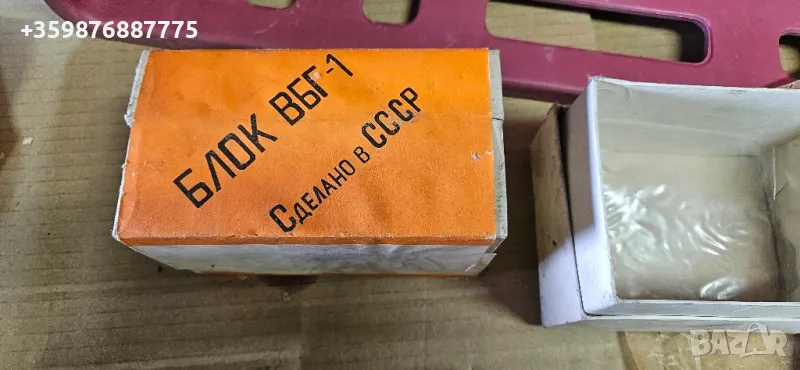 +359876887775
БЛОК ВБГ-1
СДЕЛАНО В СССР
BAZAR